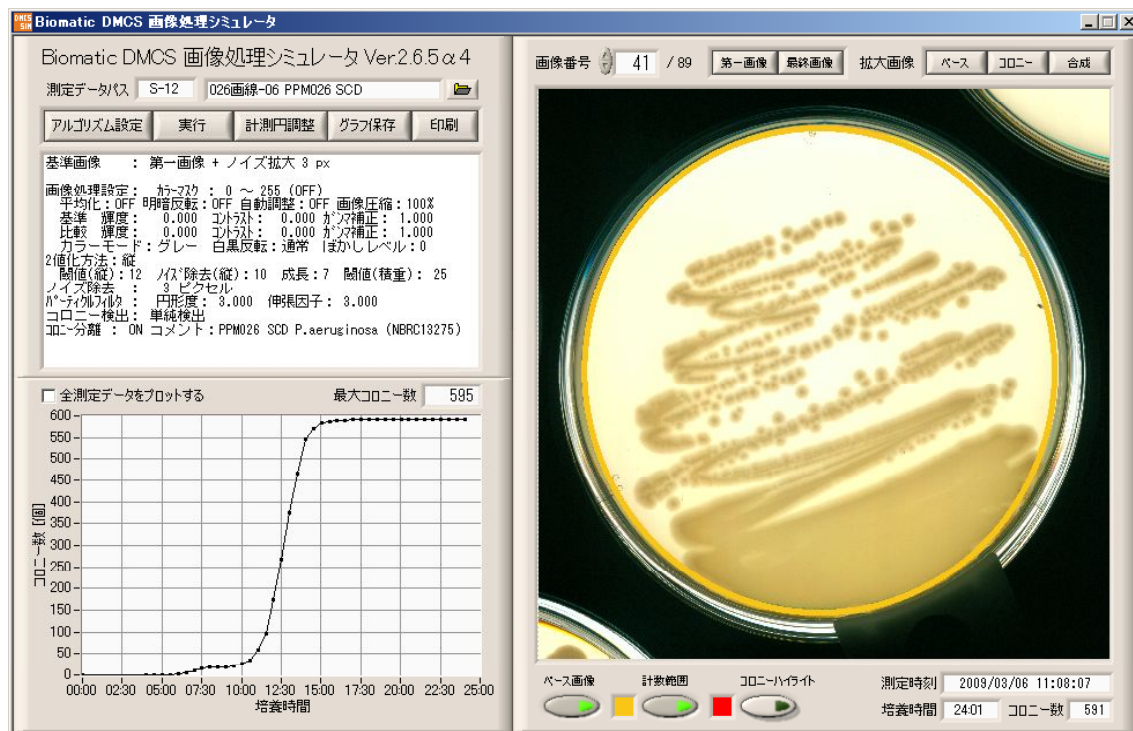 Biomatic DMCS 画像処理シミュレータ
Biomatic DMCS 画像処理シミュレータ Ver.2.6.5α4
測定データパス S-12 026画線-06 PPM026 SCD
アルゴリズム設定 実行 計測円調整 グラフ保存 印刷
基準画像 : 第一画像 + ノイズ拡大 3 px
画像処理設定: ｶﾗｰﾏｽｸ : 0 ～ 255 (OFF)
平均化:OFF 明暗反転:OFF 自動調整:OFF 画像圧縮:100%
基準 輝度: 0.000 ｺﾝﾄﾗｽﾄ: 0.000 ｶﾞﾝﾏ補正: 1.000
比較 輝度: 0.000 ｺﾝﾄﾗｽﾄ: 0.000 ｶﾞﾝﾏ補正: 1.000
カラーモード:グレー 白黒反転:通常 ぼかしレベル:0
2値化方法:縦
閾値(縦):12 ﾉｲｽﾞ除去(縦):10 成長:7 閾値(積重): 25
ノイズ除去 : 3 ピクセル
ﾊﾟｰﾃｨｸﾙﾌｨﾙﾀ : 円形度: 3.000 伸張因子: 3.000
コロニー検出: 単純検出
ｺﾛﾆｰ分離 : ON コメント:PPM026 SCD P.aeruginosa (NBRC13275)
全測定データをプロットする 最大コロニー数 595
600
550
500
450
400
350
300
250
200
150
100
50
0
コロニー数 [個]
00:00 02:30 05:00 07:30 10:00 12:30 15:00 17:30 20:00 22:30 25:00
培養時間
画像番号 41 / 89 第一画像 最終画像 拡大画像 ベース コロニー 合成
ベース画像 計数範囲 コロニーハイライト
測定時刻 2009/03/06 11:08:07
培養時間 24:01 コロニー数 591